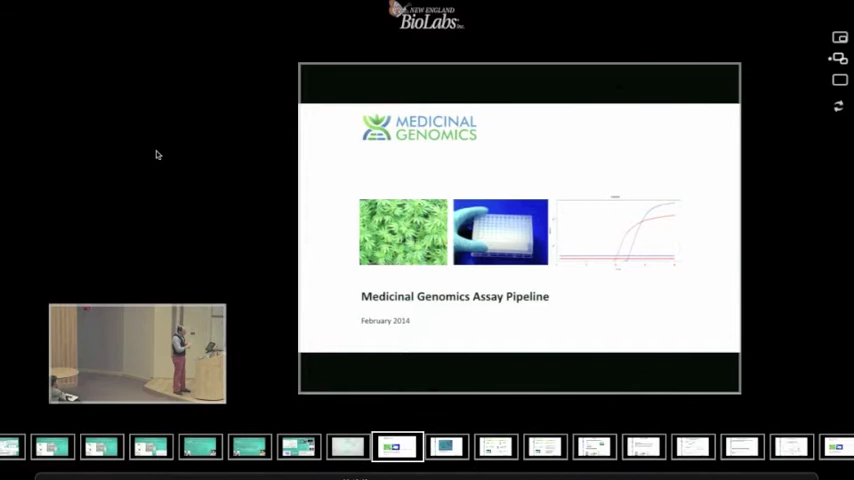 NEW ENGLAND
BioLabs Inc.
MEDICINAL
GENOMICS
Medicinal Genomics Assay Pipeline
February 2014